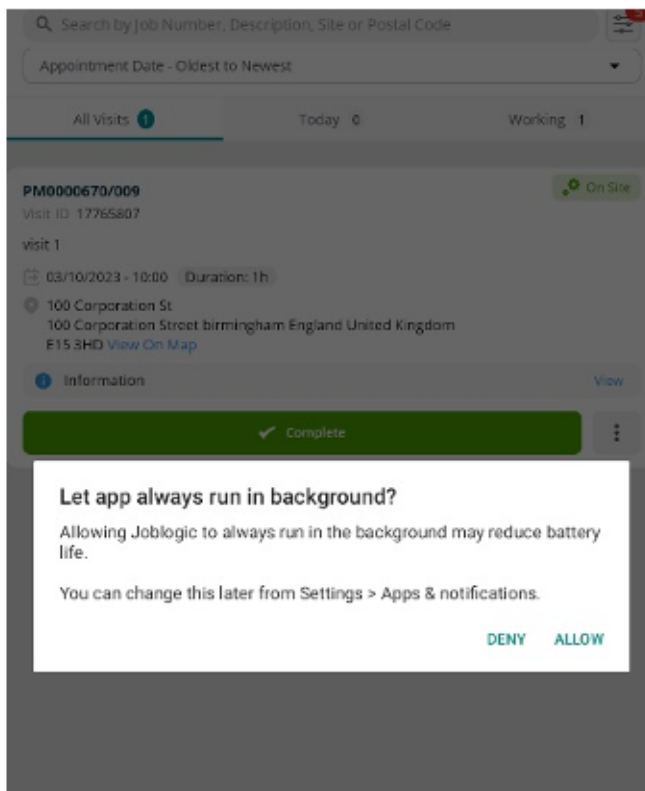 Search by Job Number, Description, Site or Postal Code
Appointment Date - Oldest to Newest
All Visits 1 Today 0 Working 1
PM0000670/009 On Site
Visit ID 17765807
visit 1
03/10/2023 - 10:00 Duration: 1h
100 Corporation St
100 Corporation Street birmingham England United Kingdom
E15 3HD View On Map
Information View
Complete
Let app always run in background?
Allowing Joblogic to always run in the background may reduce battery
life.
You can change this later from Settings > Apps & notifications.
DENY ALLOW